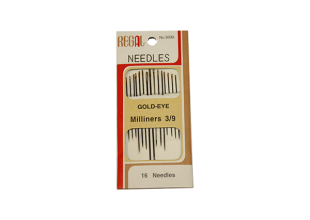 REGAL
NEEDLES
GOLD-EYE
Milliners 3/9
16 Needles